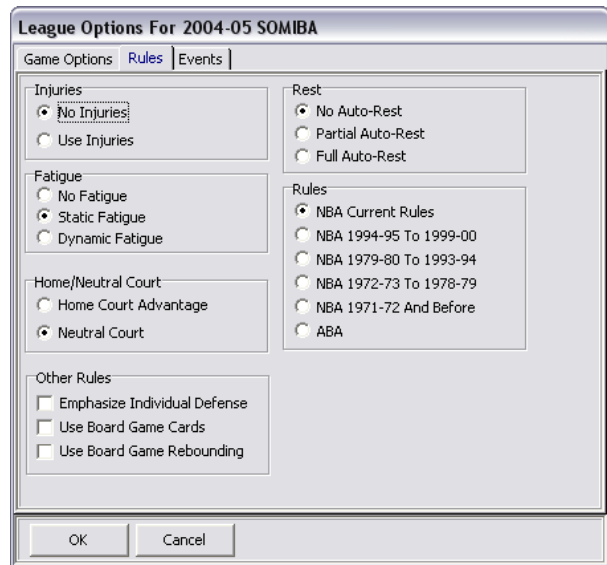 League Options For 2004-05 SOMIBA
Game Options Rules Events
Injuries
No Injuries
Use Injuries
Fatigue
No Fatigue
Static Fatigue
Dynamic Fatigue
Home/Neutral Court
Home Court Advantage
Neutral Court
Other Rules
Emphasize Individual Defense
Use Board Game Cards
Use Board Game Rebounding
Rest
No Auto-Rest
Partial Auto-Rest
Full Auto-Rest
Rules
NBA Current Rules
NBA 1994-95 To 1999-00
NBA 1979-80 To 1993-94
NBA 1972-73 To 1978-79
NBA 1971-72 And Before
ABA
OK Cancel